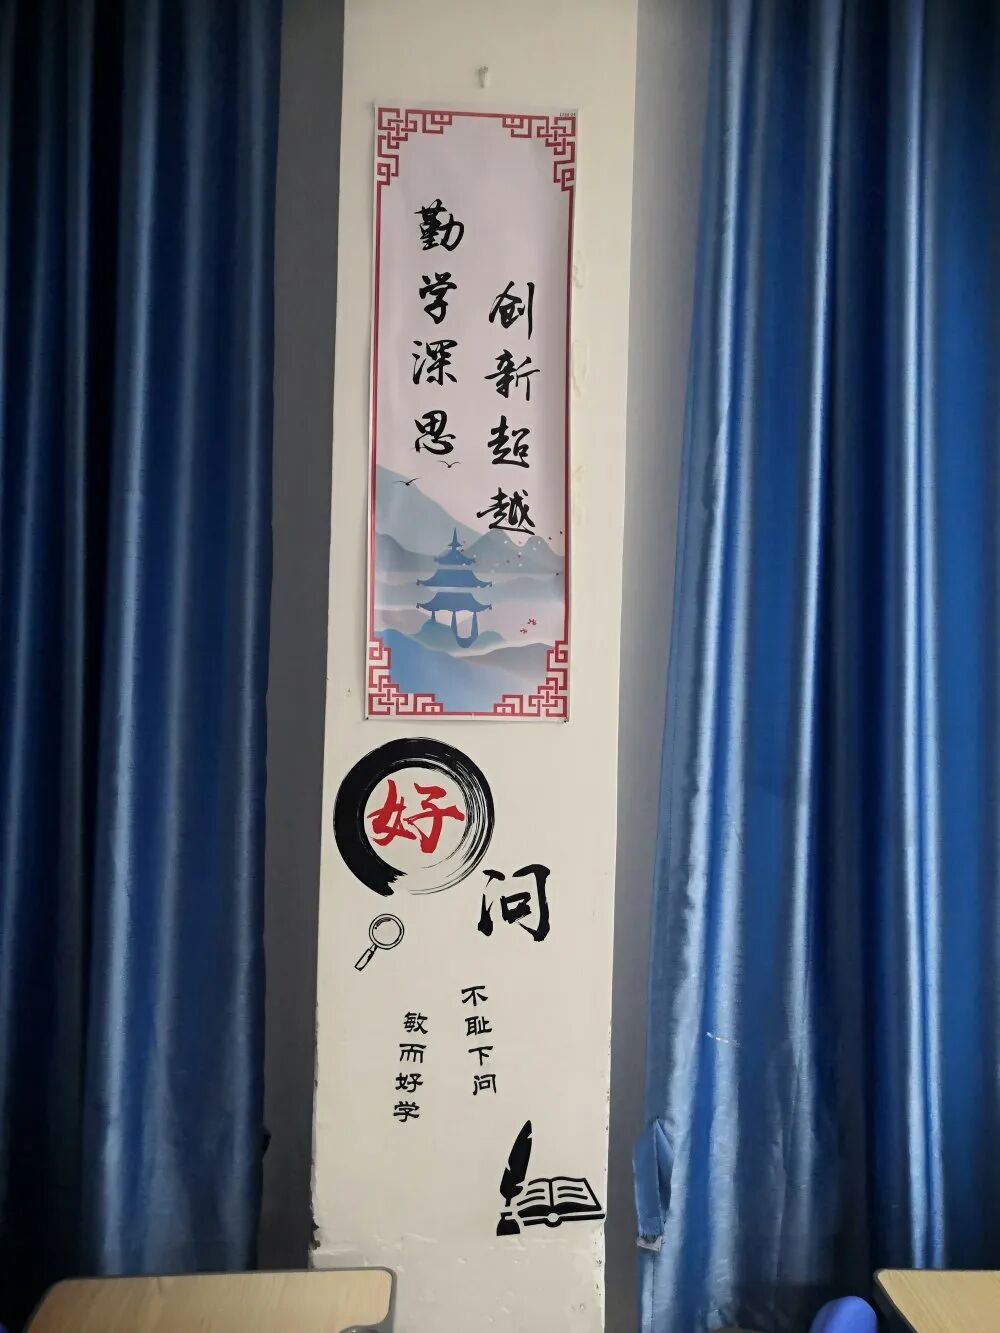 勤学深思
创新超越
好问
敏而好学
不耻下问